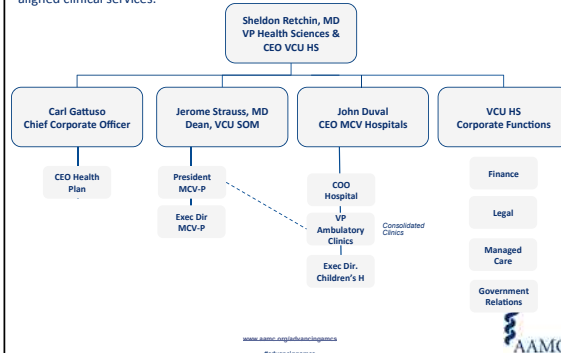 aligned clinical services.
Sheldon Retchin, MD
VP Health Sciences &
CEO VCU HS
Carl Gattuso
Chief Corporate Officer
Jerome Strauss, MD
Dean, VCU SOM
John Duval
CEO MCV Hospitals
VCU HS
Corporate Functions
CEO Health
Plan
President
MCV-P
Exec Dir
MCV-P
COO
Hospital
VP
Ambulatory
Clinics
Consolidated
Clinics
Exec Dir.
Children's H
Finance
Legal
Managed
Care
Government
Relations
www.aamc.org/advancingamcs
AAMC